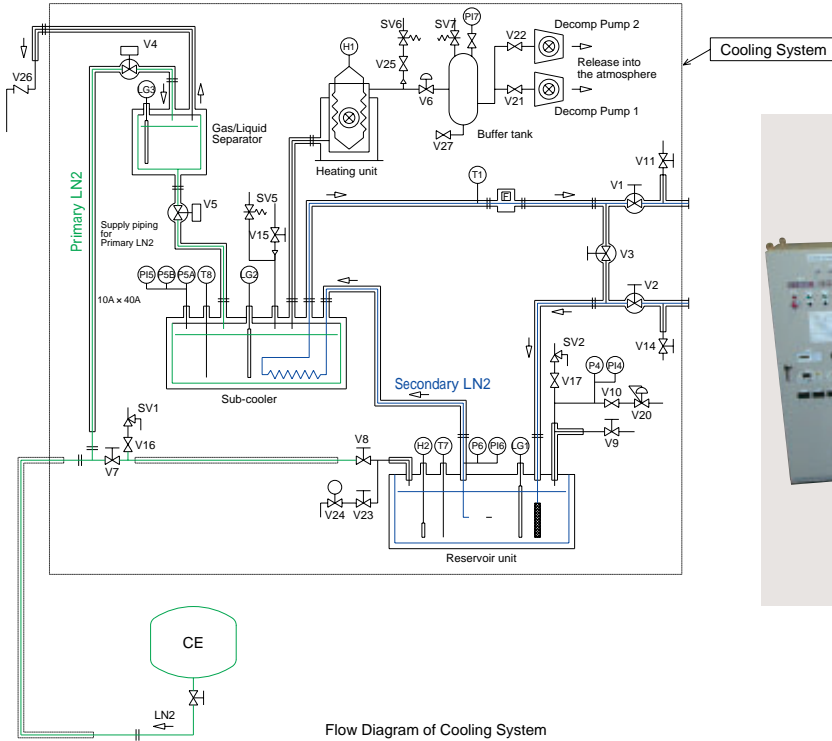 V26
V4
LG3
Gas/Liquid
Separator
V5
Supply piping
for
Primary LN2
Primary LN2
10A x 40A
PI5
P5B
P5A
T8
LG2
SV5
V15
Sub-cooler
H1
Heating unit
SV6
V25
V6
SV7
PI7
V27
Buffer tank
V22
V21
Decomp Pump 2
Release into
the atmosphere
Decomp Pump 1
Cooling System
T1
F
V1
V11
V3
V2
V14
Secondary LN2
SV2
V17
P4
PI4
V10
V20
V9
SV1
V16
V7
V8
V24
V23
H2
T7
P6
PI6
LG1
Reservoir unit
CE
LN2
Flow Diagram of Cooling System